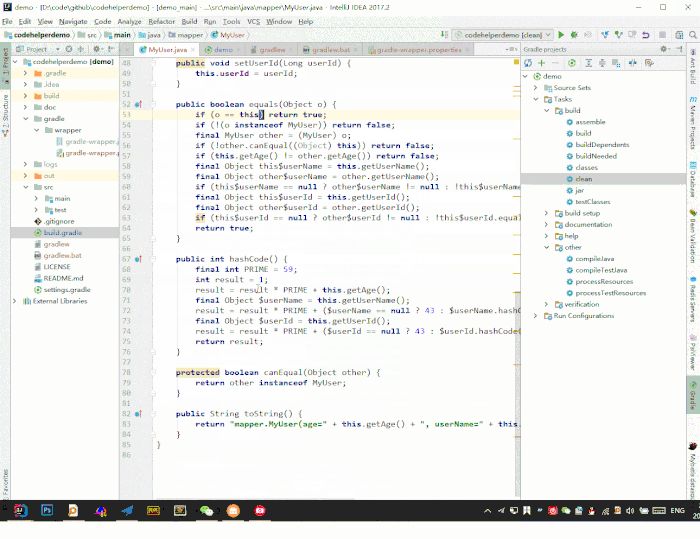 demo - [D:\code\github\codehelperdemo] - [demo_main] - ...\src\main\java\mapper\MyUser.java - IntelliJ IDEA 2017.2
File Edit View Navigate Code Analyze Refactor Build Run Tools VCS Window Help
codehelperdemo src main java mapper MyUser codehelperdemo [clean]
Project
MyUser.java demo gradlew gradlew.bat gradle-wrapper.properties
Gradle projects
codehelperdemo [demo]
.gradle
.idea
build
doc
gradle
wrapper
gradle-wrapper.
gradle-wrapper.
logs
out
src
main
test
.gitignore
build.gradle
gradlew
gradlew.bat
LICENSE
README.md
settings.gradle
External Libraries
48 public void setUserId(Long userId) {
49 this.userId = userId;
50 }
51
52 public boolean equals(Object o) {
53 if (o == this) return true;
54 if (!(o instanceof MyUser)) return false;
55 final MyUser other = (MyUser) o;
56 if (!other.canEqual((Object) this)) return false;
57 if (this.getAge() != other.getAge()) return false;
58 final Object this$userName = this.getUserName();
59 final Object other$userName = other.getUserName();
60 if (this$userName == null ? other$userName != null : !this$userName
61 final Object this$userId = this.getUserId();
62 final Object other$userId = other.getUserId();
63 if (this$userId == null ? other$userId != null : !this$userId.equal
64 return true;
65 }
66
67 public int hashCode() {
68 final int PRIME = 59;
69 int result = 1;
70 result = result * PRIME + this.getAge();
71 final Object $userName = this.getUserName();
72 result = result * PRIME + ($userName == null ? 43 : $userName.hashC
73 final Object $userId = this.getUserId();
74 result = result * PRIME + ($userId == null ? 43 : $userId.hashCode(
75 return result;
76 }
77
78 protected boolean canEqual(Object other) {
79 return other instanceof MyUser;
80 }
81
82 public String toString() {
83 return "mapper.MyUser(age=" + this.getAge() + ", userName=" + this.
84 }
85 }
86
demo
Source Sets
Tasks
build
assemble
build
buildDependents
buildNeeded
classes
clean
jar
testClasses
build setup
documentation
help
other
compileJava
compileTestJava
processResources
processTestResources
verification
Run Configurations
1: Project
Z: Structure
2: Favorites
Ant Build
Maven Projects
Database
Bean Validation
Redis Servers
PsiViewer
Gradle
ENG